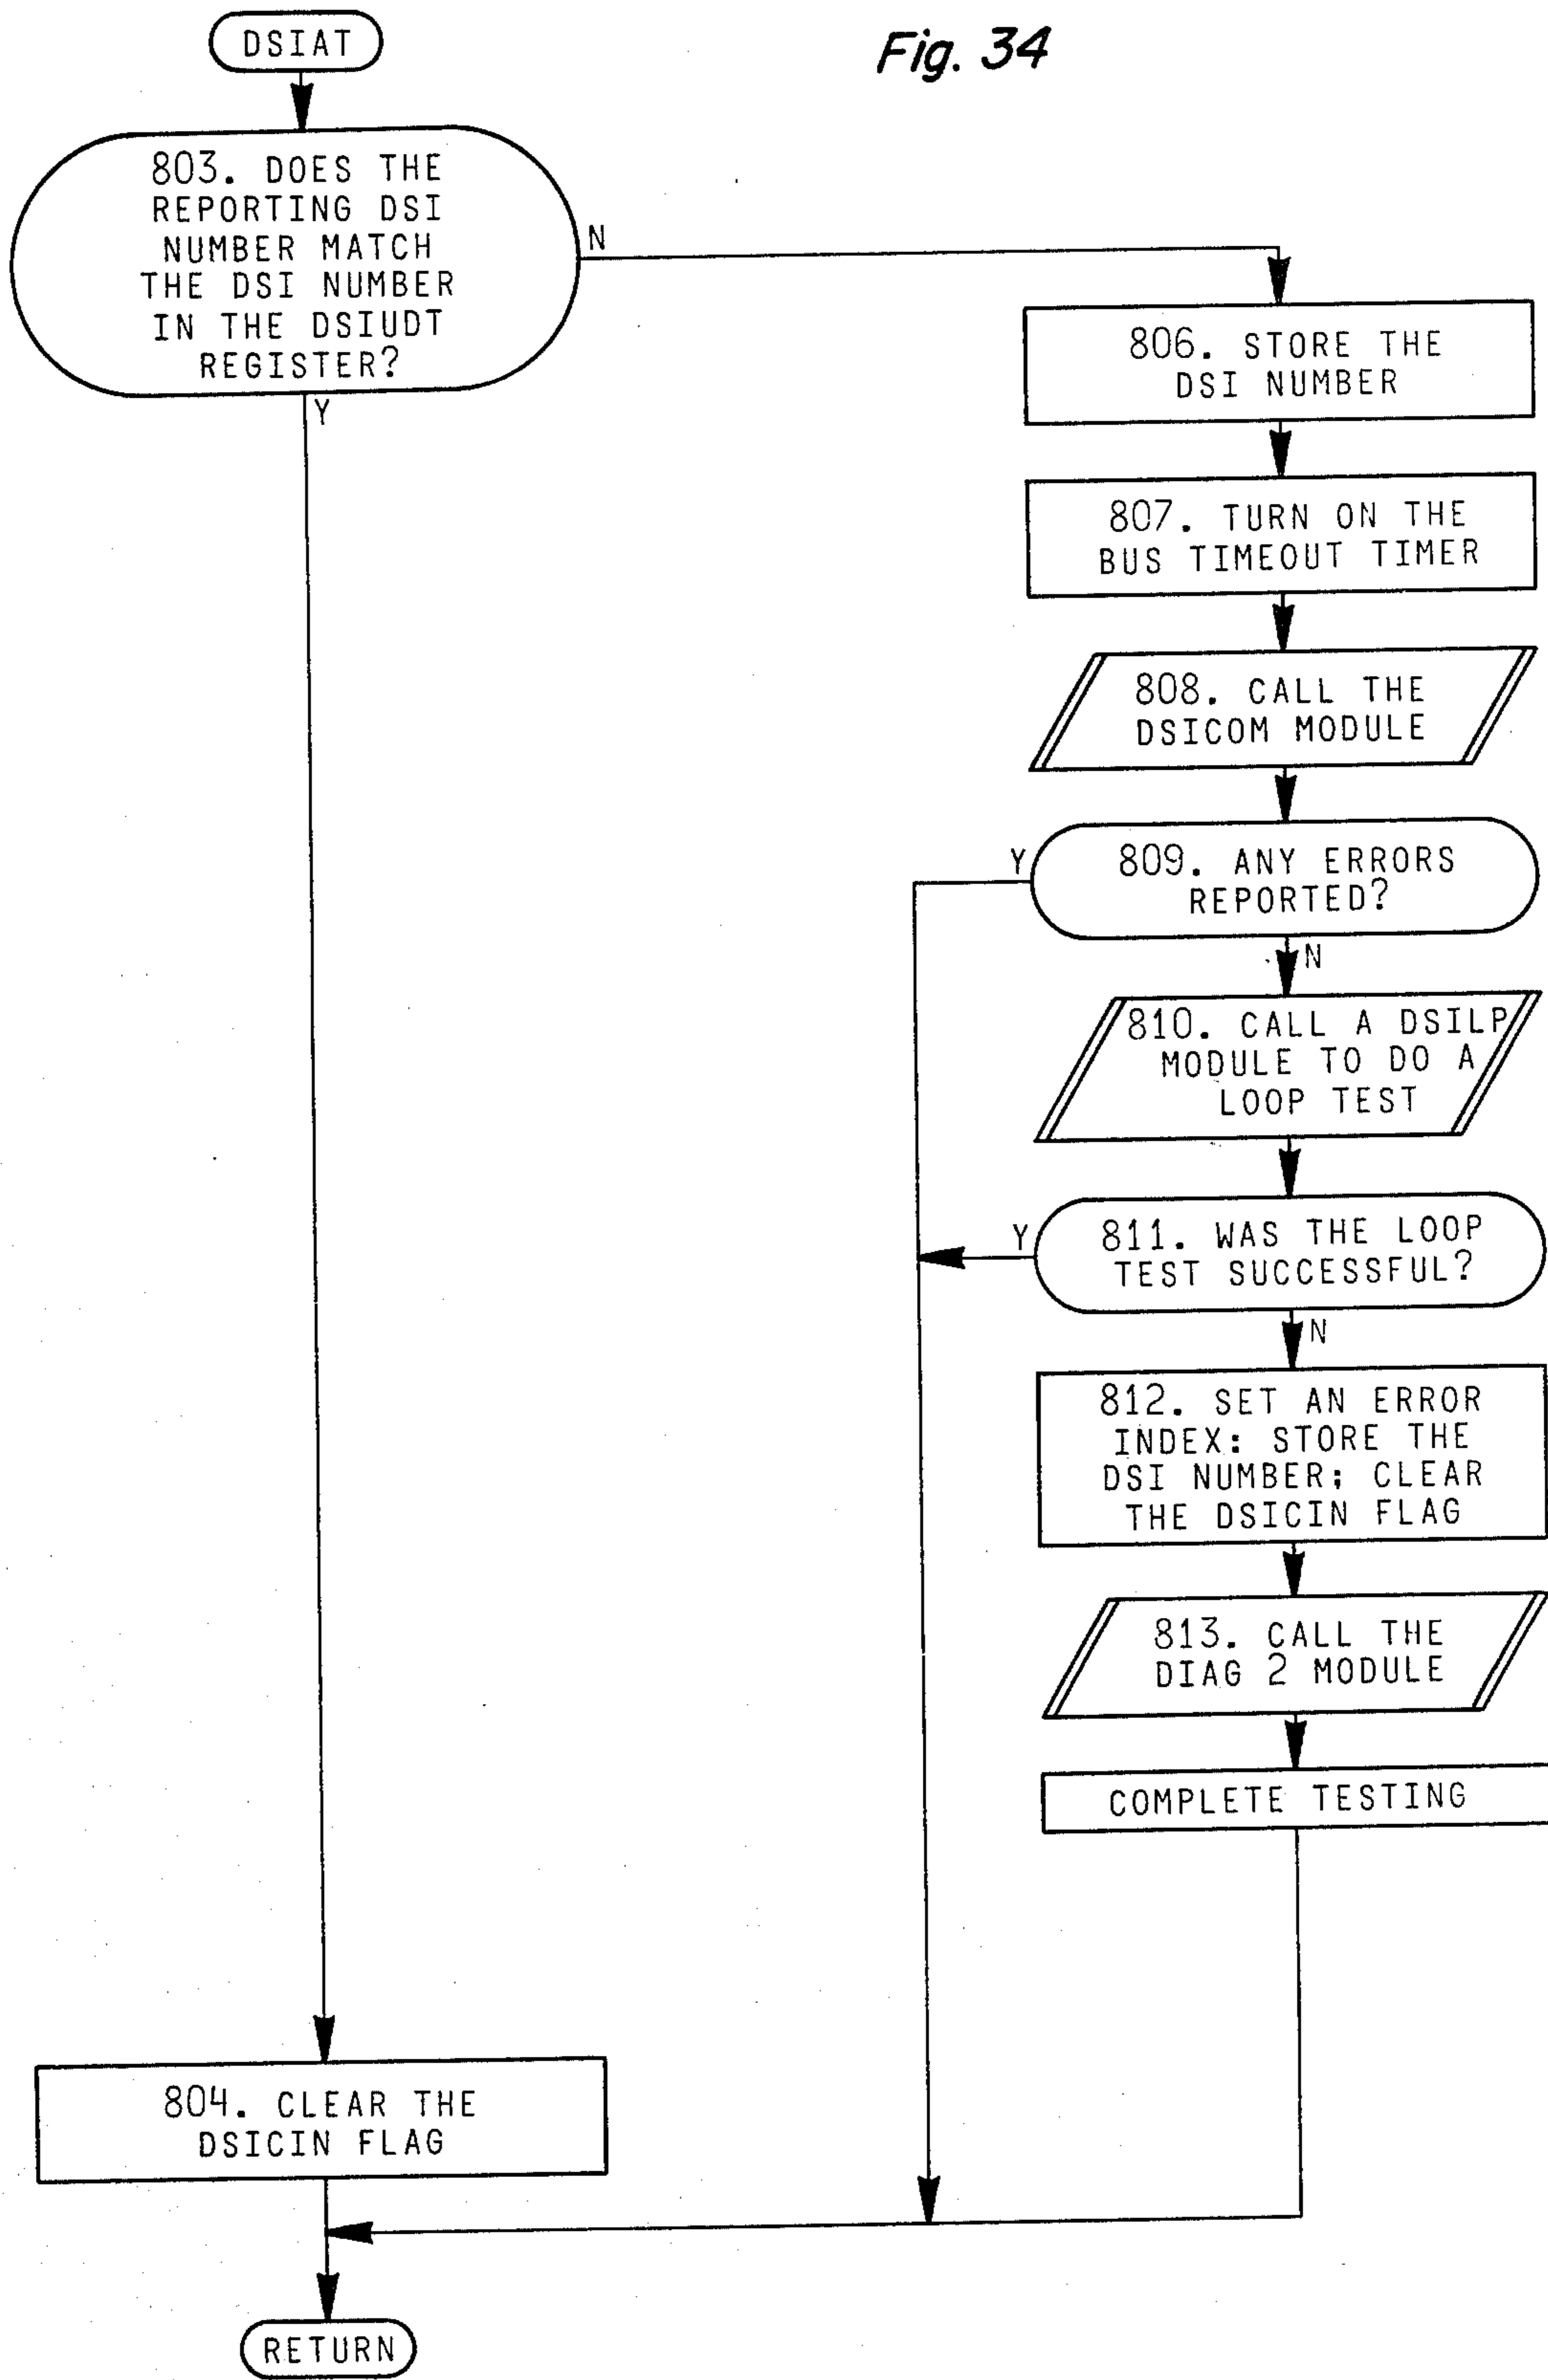 Fig. 34
DSIAT
803. DOES THE
REPORTING DSI
NUMBER MATCH
THE DSI NUMBER
IN THE DSIUDT
REGISTER?
N
Y
806. STORE THE
DSI NUMBER
807. TURN ON THE
BUS TIMEOUT TIMER
808. CALL THE
DSICOM MODULE
809. ANY ERRORS
REPORTED?
Y
N
810. CALL A DSILP
MODULE TO DO A
LOOP TEST
811. WAS THE LOOP
TEST SUCCESSFUL?
Y
N
812. SET AN ERROR
INDEX: STORE THE
DSI NUMBER; CLEAR
THE DSICIN FLAG
813. CALL THE
DIAG 2 MODULE
COMPLETE TESTING
804. CLEAR THE
DSICIN FLAG
RETURN